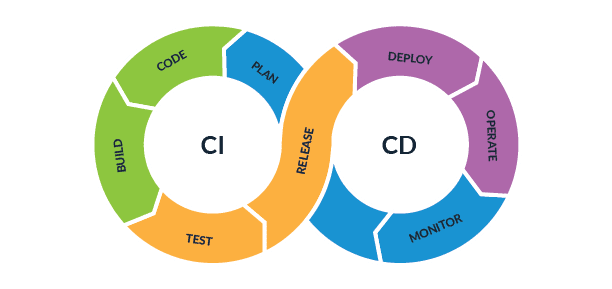 CODE
PLAN
BUILD
CI
TEST
RELEASE
DEPLOY
OPERATE
CD
MONITOR